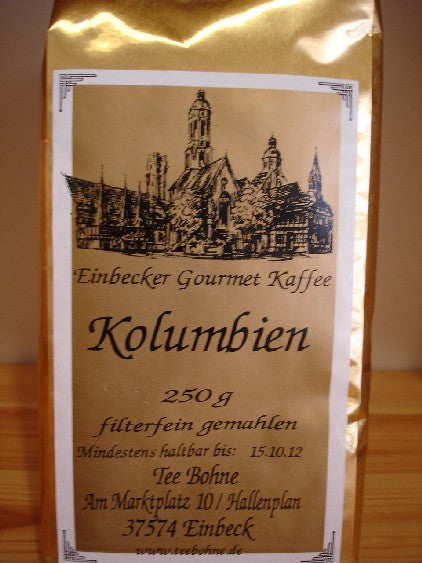 Einbecker Gourmet Kaffee
Kolumbien
250 g
filterfein gemahlen
Mindestens haltbar bis: 15.10.12
Tee Bohne
Am Marktplatz 10 / Hallenplan
37574 Einbeck
www.teebohne.de